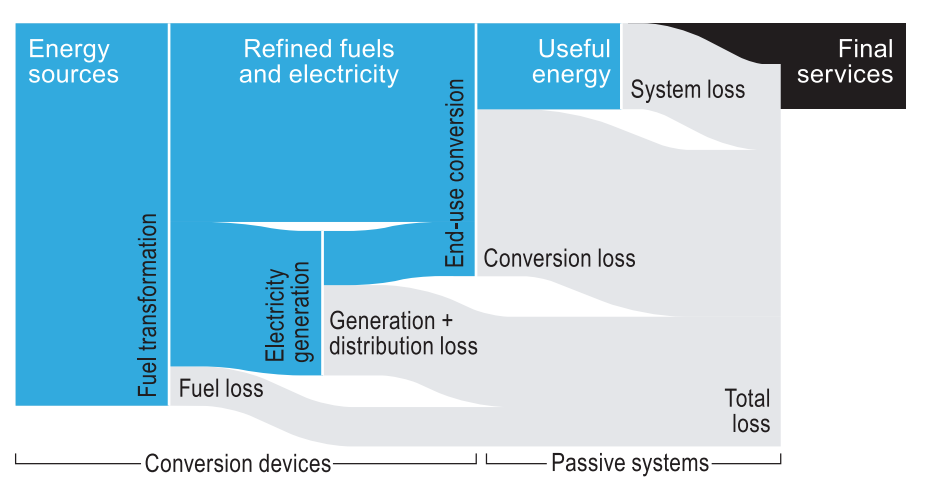 Energy
sources
Refined fuels
and electricity
Useful
energy
Final
services
System loss
Fuel transformation
Electricity
generation
End-use conversion
Conversion loss
Generation +
distribution loss
Fuel loss
Total
loss
Conversion devices
Passive systems